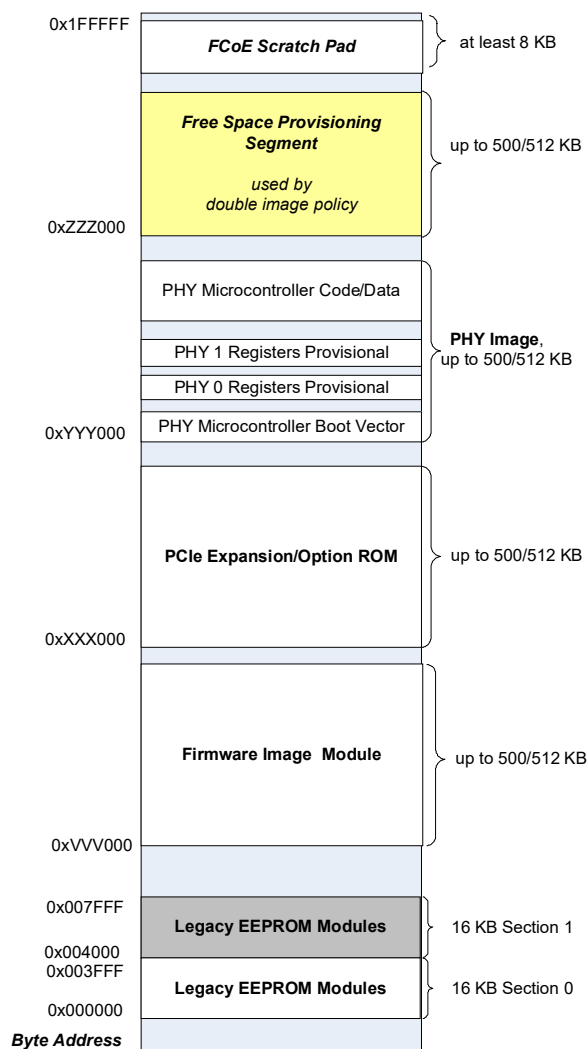 0x1FFFFF
FCoE Scratch Pad
at least 8 KB
Free Space Provisioning
Segment
used by
double image policy
up to 500/512 KB
0xZZZ000
PHY Microcontroller Code/Data
PHY 1 Registers Provisional
PHY 0 Registers Provisional
PHY Microcontroller Boot Vector
PHY Image,
up to 500/512 KB
0xYYY000
PCIe Expansion/Option ROM
up to 500/512 KB
0xXXX000
Firmware Image Module
up to 500/512 KB
0xVVV000
0x007FFF
Legacy EEPROM Modules
16 KB Section 1
0x004000
0x003FFF
Legacy EEPROM Modules
16 KB Section 0
0x000000
Byte Address